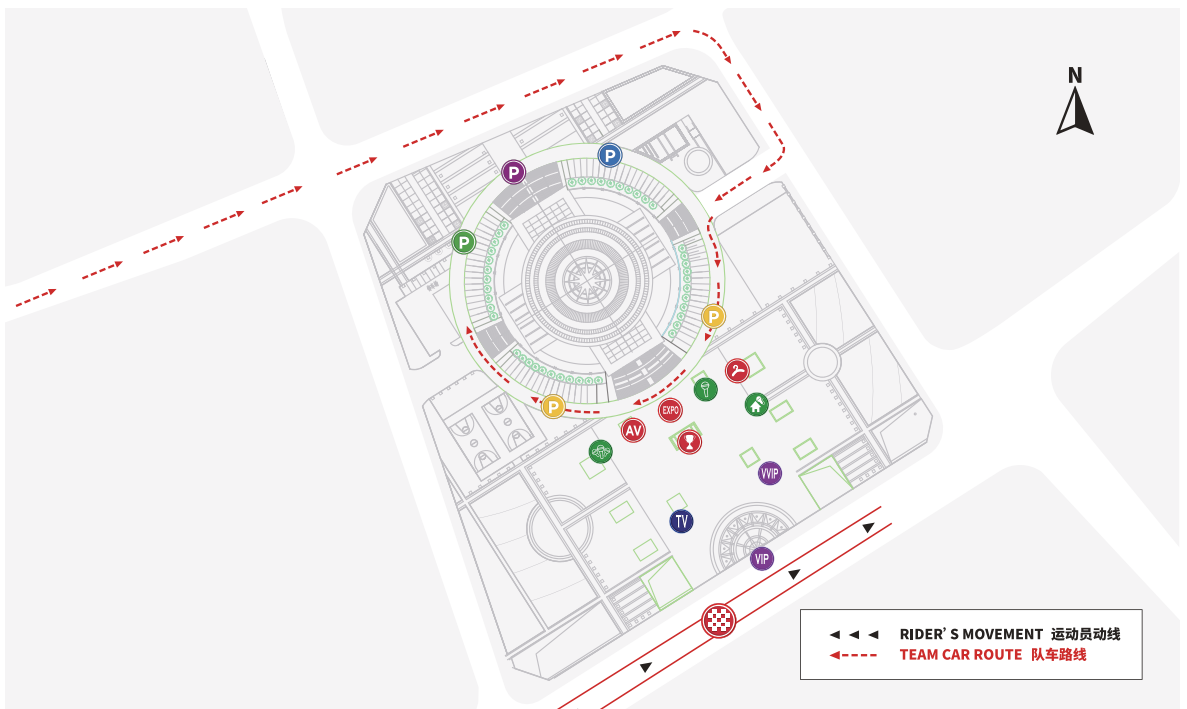 N
P
P
P
P
EXPO
P
AV
VVIP
TV
VIP
RIDER'S MOVEMENT 运动员动线
TEAM CAR ROUTE 队车路线